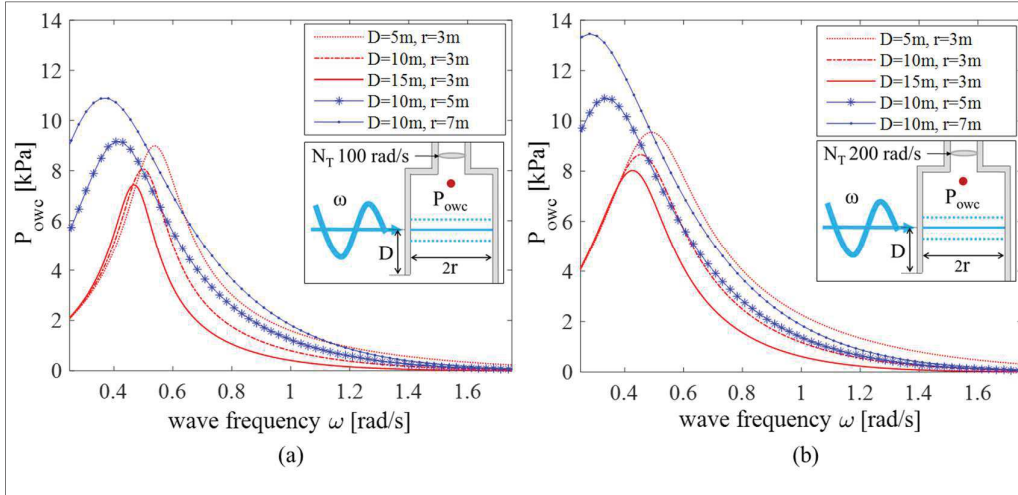 14
12
10
8
6
4
2
0
P_owc [kPa]
0.4 0.6 0.8 1 1.2 1.4 1.6
wave frequency ω [rad/s]
D=5m, r=3m
D=10m, r=3m
D=15m, r=3m
D=10m, r=5m
D=10m, r=7m
N_T 100 rad/s
ω
P_owc
D
2r
(a)
14
12
10
8
6
4
2
0
P_owc [kPa]
0.4 0.6 0.8 1 1.2 1.4 1.6
wave frequency ω [rad/s]
D=5m, r=3m
D=10m, r=3m
D=15m, r=3m
D=10m, r=5m
D=10m, r=7m
N_T 200 rad/s
ω
P_owc
D
2r
(b)